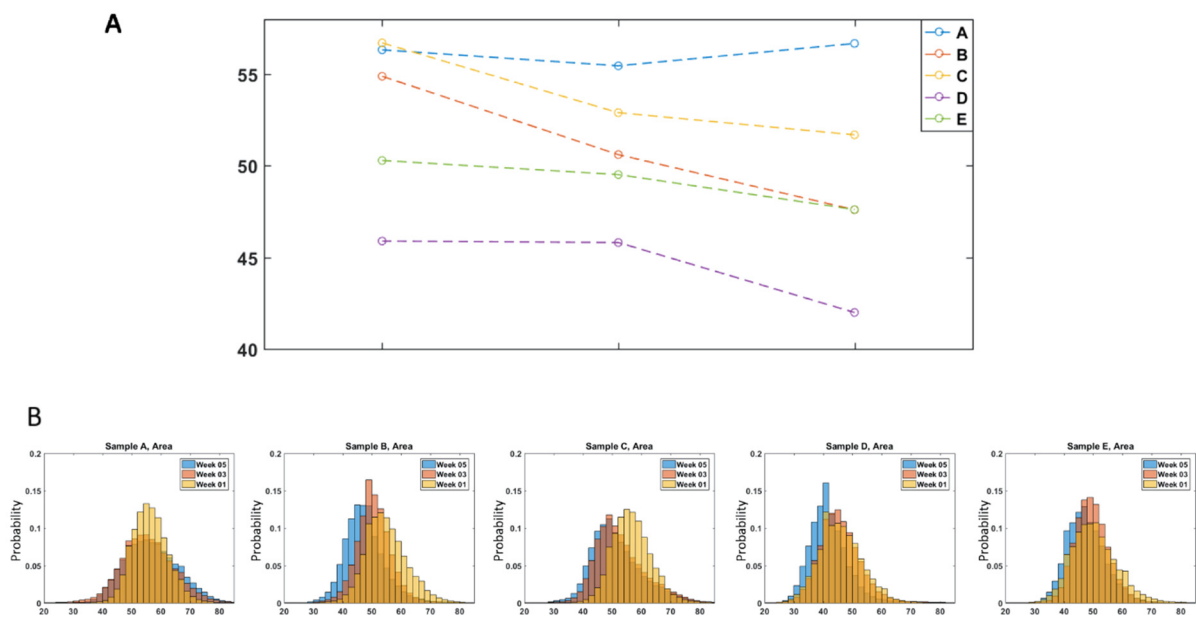 A
55
50
45
40
A
B
C
D
E
B
Sample A, Area
Probability
0.2
0.15
0.1
0.05
0
Week 05
Week 03
Week 01
20 30 40 50 60 70 80
Sample B, Area
Probability
0.2
0.15
0.1
0.05
0
Week 05
Week 03
Week 01
20 30 40 50 60 70 80
Sample C, Area
Probability
0.2
0.15
0.1
0.05
0
Week 05
Week 03
Week 01
20 30 40 50 60 70 80
Sample D, Area
Probability
0.2
0.15
0.1
0.05
0
Week 05
Week 03
Week 01
20 30 40 50 60 70 80
Sample E, Area
Probability
0.2
0.15
0.1
0.05
0
Week 05
Week 03
Week 01
20 30 40 50 60 70 80